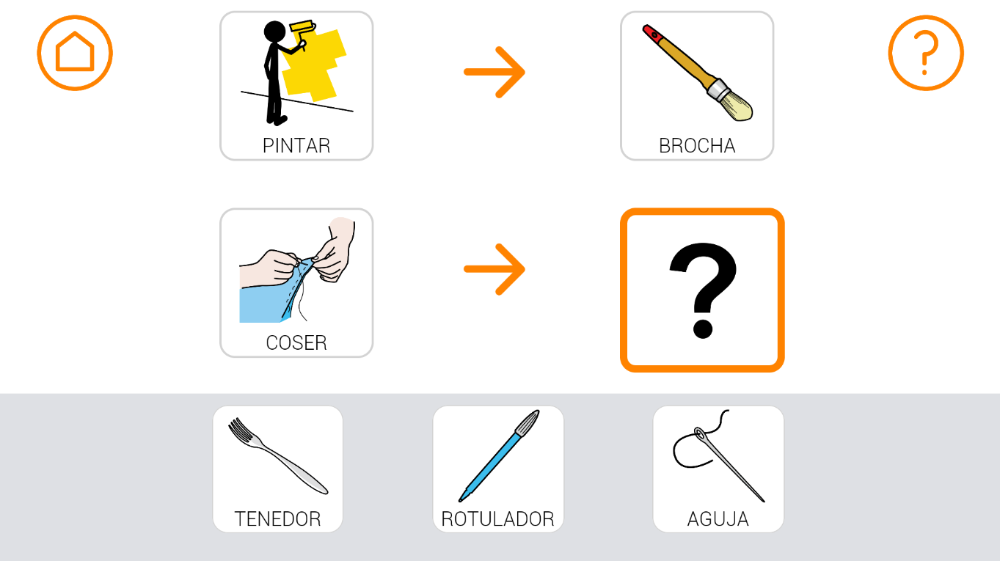 ?
PINTAR
BROCHA
COSER
?
TENEDOR
ROTULADOR
AGUJA